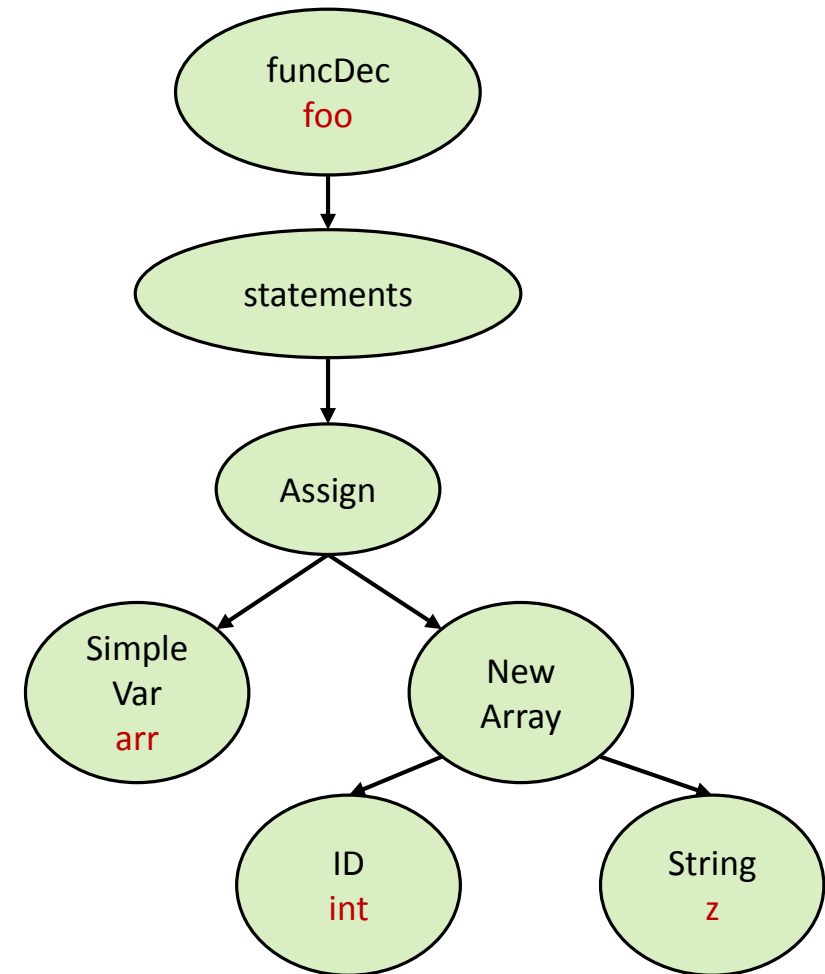 funcDec
foo
statements
Assign
Simple
Var
arr
New
Array
ID
int
String
z